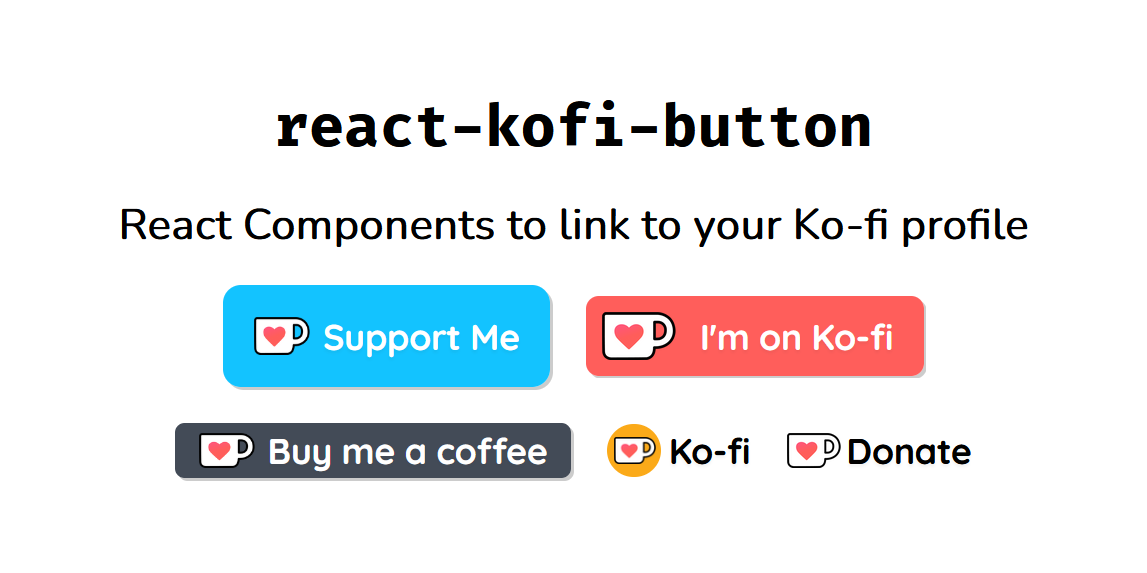 react-kofi-button
React Components to link to your Ko-fi profile
Support Me
I'm on Ko-fi
Buy me a coffee
Ko-fi
Donate